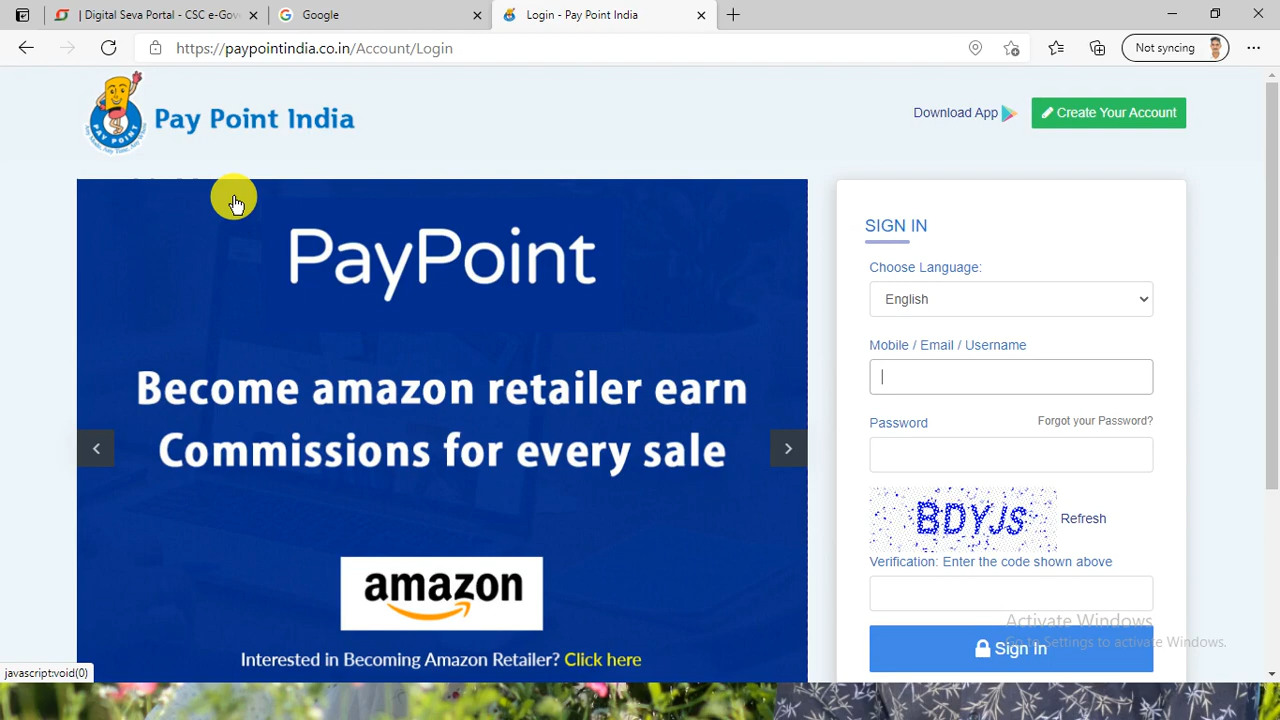 | Digital Seva Portal - CSC e-Gov
Google
Login - Pay Point India
https://paypointindia.co.in/Account/Login
Not syncing
PAY POINT
Pay Point India
Download App
Create Your Account
PayPoint
Become amazon retailer earn
Commissions for every sale
amazon
Interested in Becoming Amazon Retailer? Click here
SIGN IN
Choose Language:
English
Mobile / Email / Username
Password
Forgot your Password?
BDYJS
Refresh
Verification: Enter the code shown above
Sign In
Activate Windows
Go to Settings to activate Windows.
javascript:void(0)